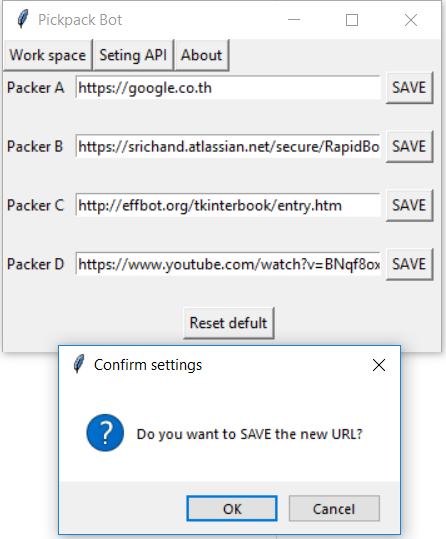 Pickpack Bot
Work space Seting API About
Packer A https://google.co.th SAVE
Packer B https://srichand.atlassian.net/secure/RapidBo SAVE
Packer C http://effbot.org/tkinterbook/entry.htm SAVE
Packer D https://www.youtube.com/watch?v=BNqf8ox SAVE
Reset defult
Confirm settings
? Do you want to SAVE the new URL?
OK Cancel